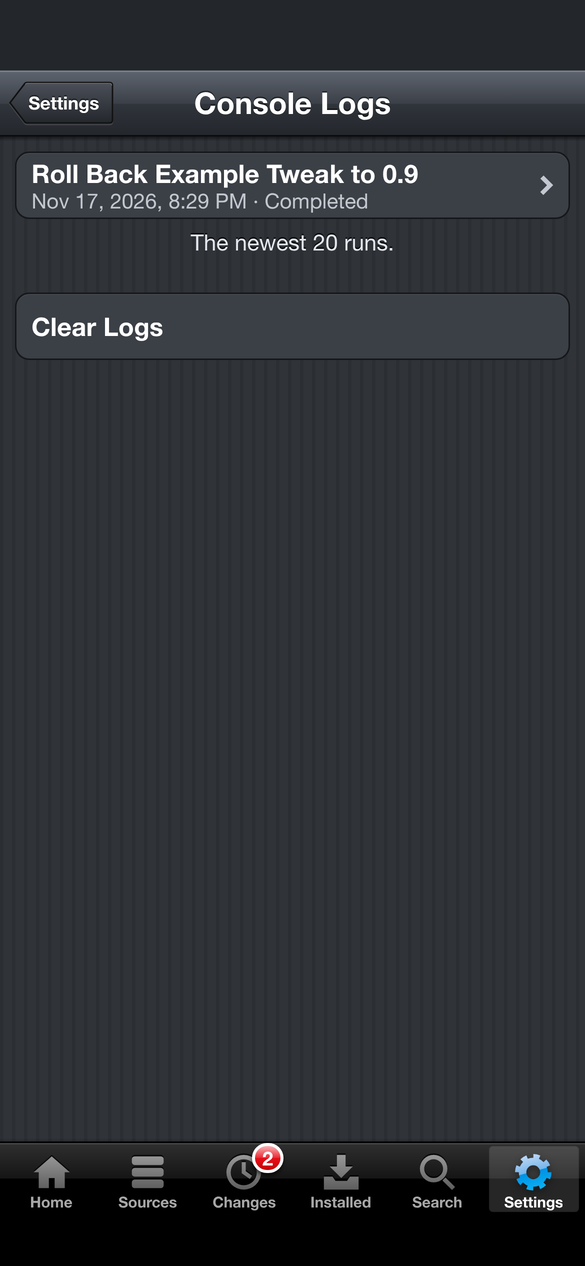 Settings
Console Logs
Roll Back Example Tweak to 0.9
Nov 17, 2026, 8:29 PM · Completed
The newest 20 runs.
Clear Logs
2
Home
Sources
Changes
Installed
Search
Settings